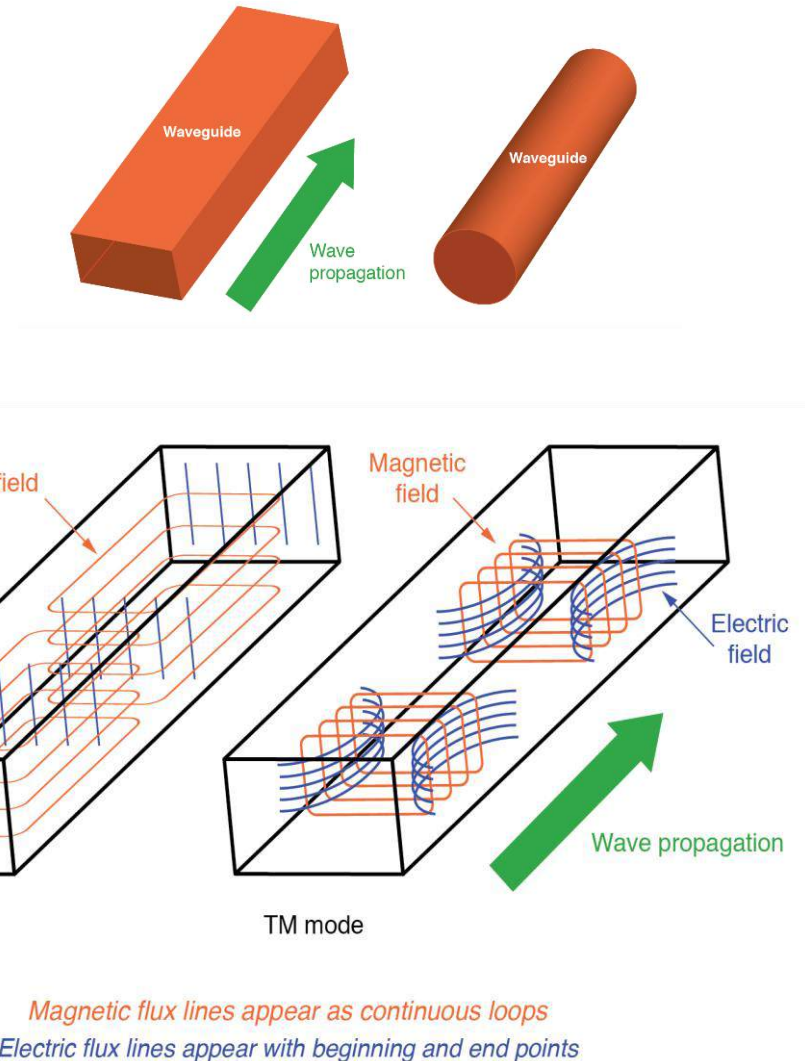 Waveguide
Waveguide
Wave
propagation
field
Magnetic
field
Electric
field
Wave propagation
TM mode
Magnetic flux lines appear as continuous loops
Electric flux lines appear with beginning and end points